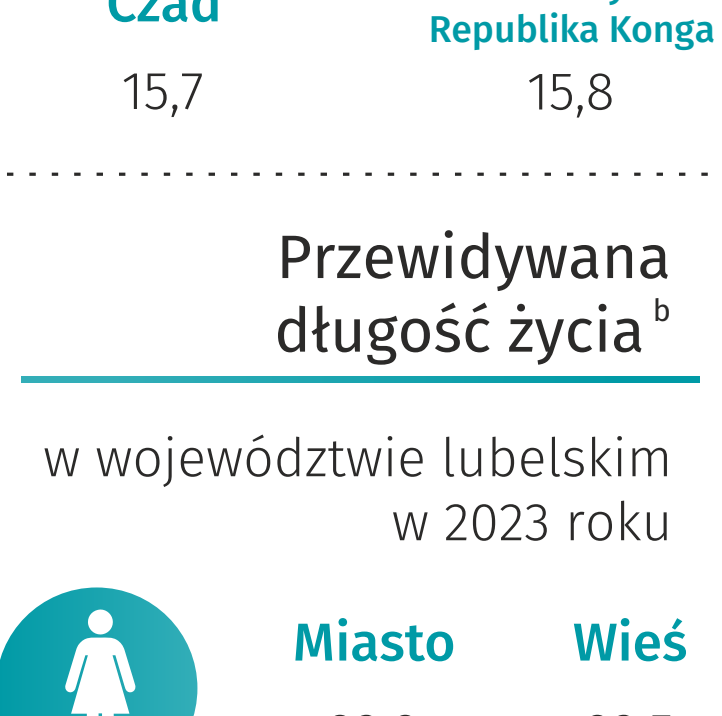 Czad
Republika Konga
15,7 15,8
Przewidywana
długość życia b
w województwie lubelskim
w 2023 roku
Miasto Wieś